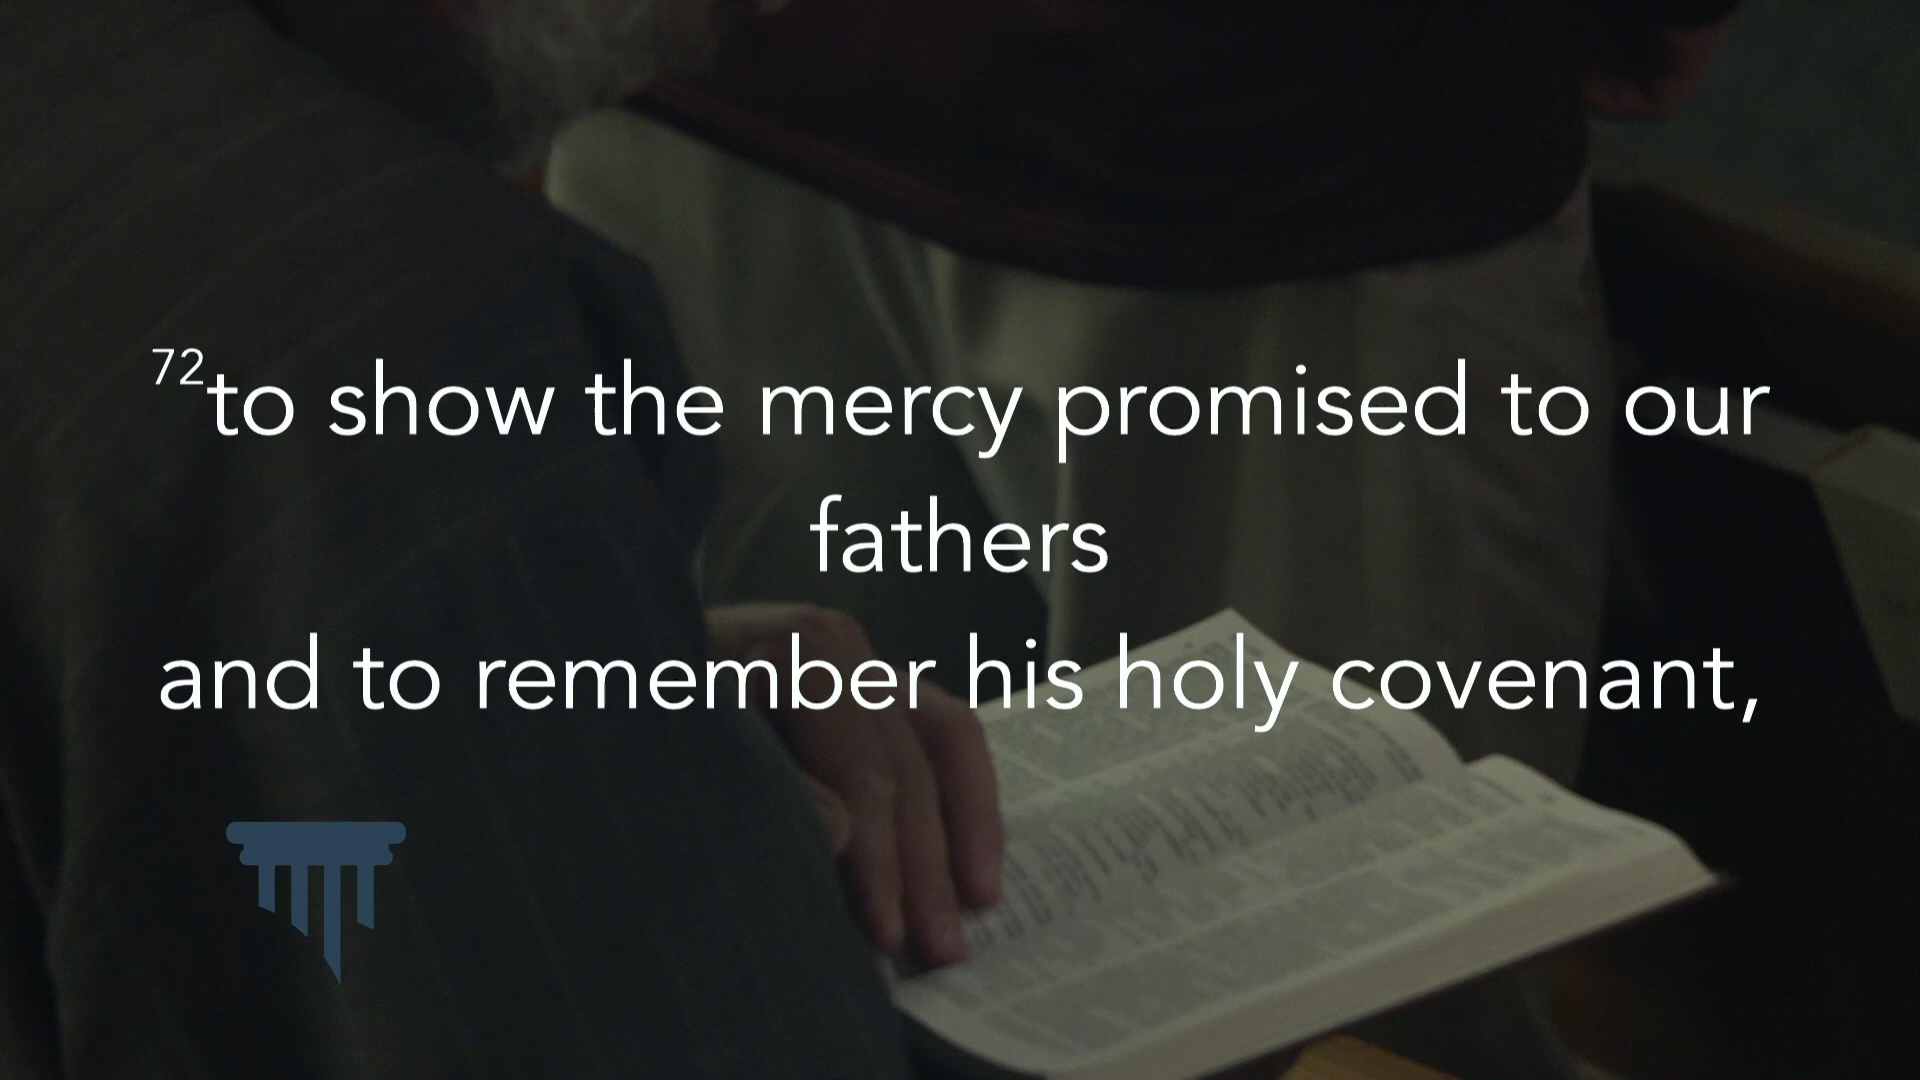 72to show the mercy promised to our
fathers
and to remember his holy covenant,